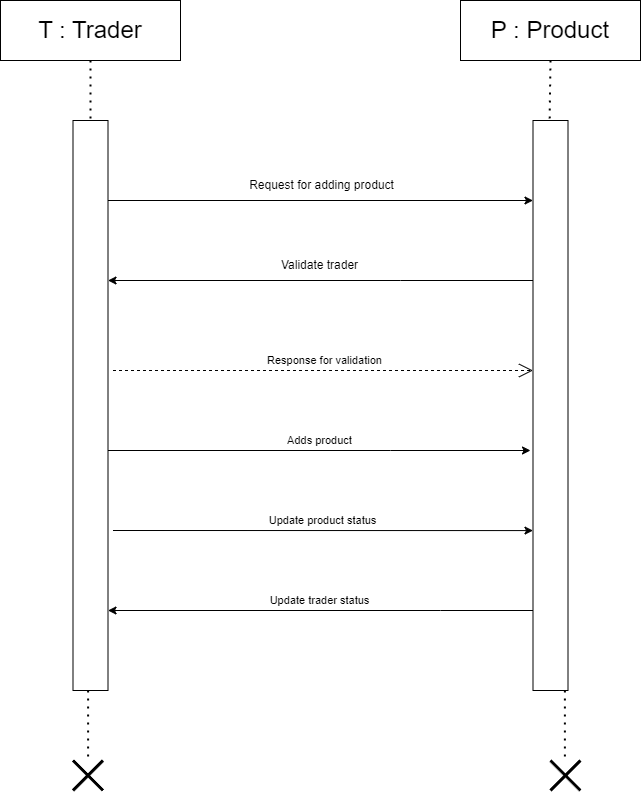 T : Trader
P : Product
Request for adding product
Validate trader
Response for validation
Adds product
Update product status
Update trader status